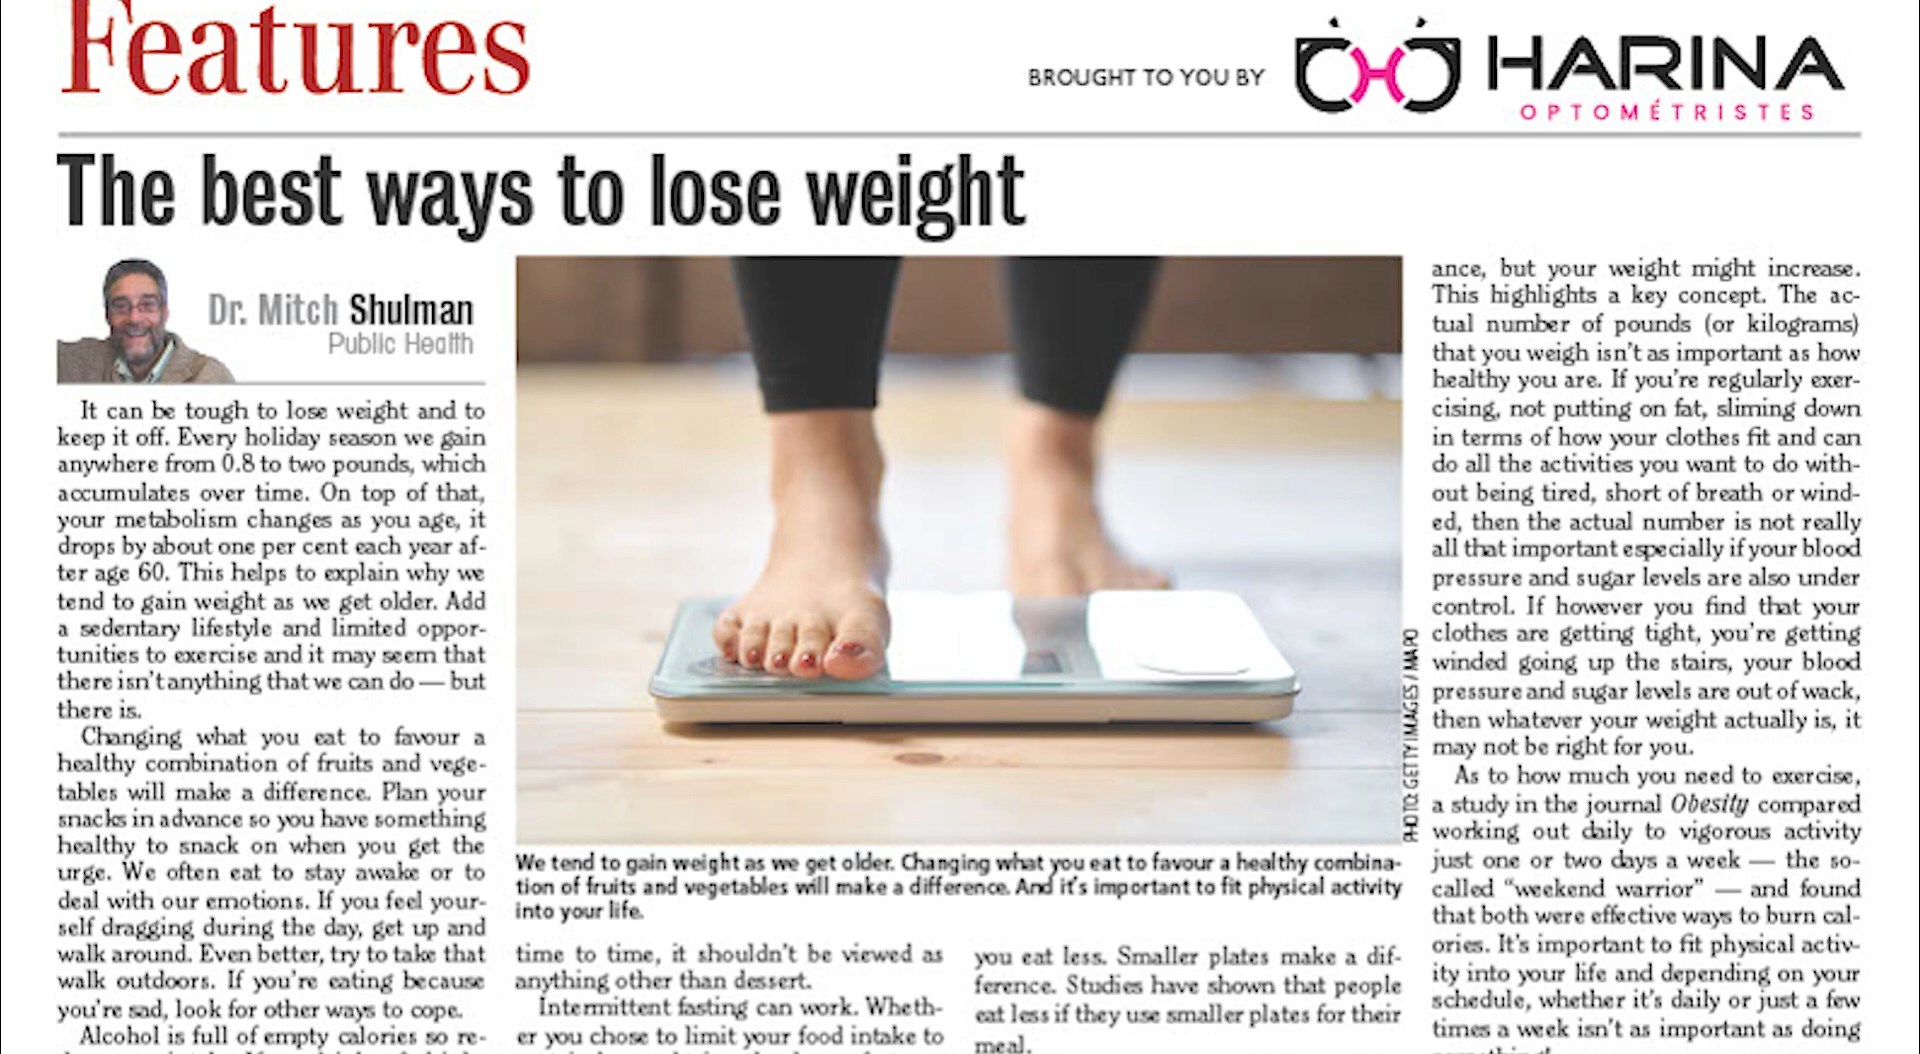 Features
BROUGHT TO YOU BY
HARINA
OPTOMÉTRISTES
The best ways to lose weight
Dr. Mitch Shulman
Public Health
It can be tough to lose weight and to
keep it off. Every holiday season we gain
anywhere from 0.8 to two pounds, which
accumulates over time. On top of that,
your metabolism changes as you age, it
drops by about one per cent each year af-
ter age 60. This helps to explain why we
tend to gain weight as we get older. Add
a sedentary lifestyle and limited oppor-
tunities to exercise and it may seem that
there isn't anything that we can do — but
there is.
Changing what you eat to favour a
healthy combination of fruits and vege-
tables will make a difference. Plan your
snacks in advance so you have something
healthy to snack on when you get the
urge. We often eat to stay awake or to
deal with our emotions. If you feel your-
self dragging during the day, get up and
walk around. Even better, try to take that
walk outdoors. If you're eating because
you're sad, look for other ways to cope.
Alcohol is full of empty calories so re-
PHOTO: GETTY IMAGES / MAPO
We tend to gain weight as we get older. Changing what you eat to favour a healthy combina-
tion of fruits and vegetables will make a difference. And it's important to fit physical activity
into your life.
time to time, it shouldn't be viewed as
anything other than dessert.
Intermittent fasting can work. Wheth-
er you chose to limit your food intake to
you eat less. Smaller plates make a dif-
ference. Studies have shown that people
eat less if they use smaller plates for their
meal.
ance, but your weight might increase.
This highlights a key concept. The ac-
tual number of pounds (or kilograms)
that you weigh isn't as important as how
healthy you are. If you're regularly exer-
cising, not putting on fat, sliming down
in terms of how your clothes fit and can
do all the activities you want to do with-
out being tired, short of breath or wind-
ed, then the actual number is not really
all that important especially if your blood
pressure and sugar levels are also under
control. If however you find that your
clothes are getting tight, you're getting
winded going up the stairs, your blood
pressure and sugar levels are out of wack,
then whatever your weight actually is, it
may not be right for you.
As to how much you need to exercise,
a study in the journal Obesity compared
working out daily to vigorous activity
just one or two days a week — the so-
called "weekend warrior" — and found
that both were effective ways to burn cal-
ories. It's important to fit physical activ-
ity into your life and depending on your
schedule, whether it's daily or just a few
times a week isn't as important as doing